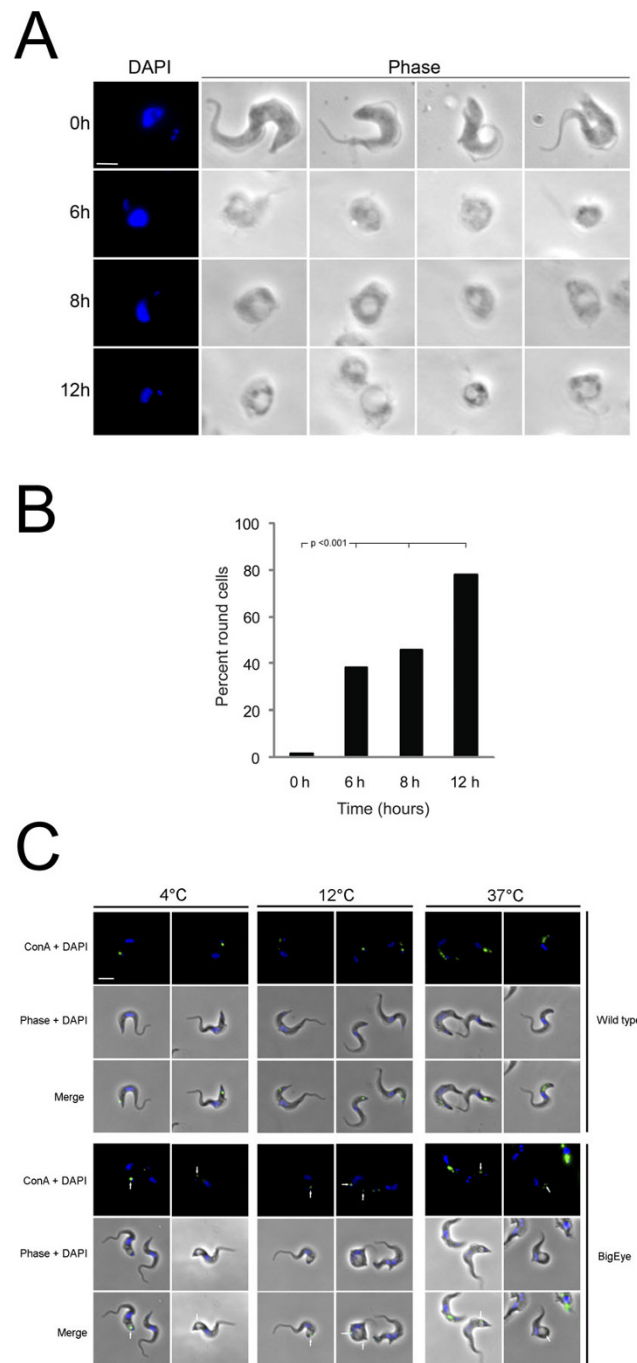 A
DAPI Phase
0h
6h
8h
12h
B
100
80
60
40
20
0
p <0.001
Percent round cells
0 h 6 h 8 h 12 h
Time (hours)
C
4°C 12°C 37°C
ConA + DAPI
Phase + DAPI
Merge
Wild type
ConA + DAPI
Phase + DAPI
Merge
BigEye